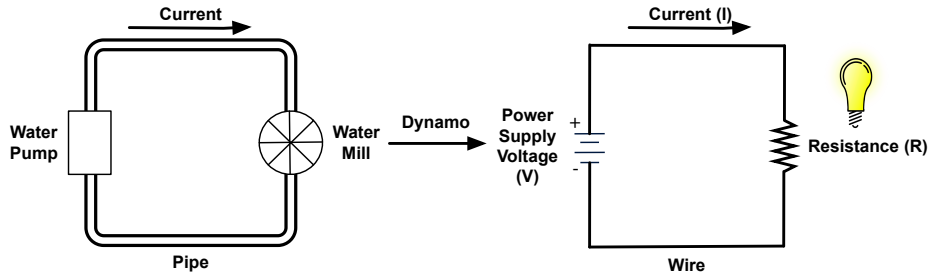 Current
Water
Pump
Water
Mill
Pipe
Dynamo
Current (I)
Power
Supply
Voltage
(V)
+
-
Resistance (R)
Wire